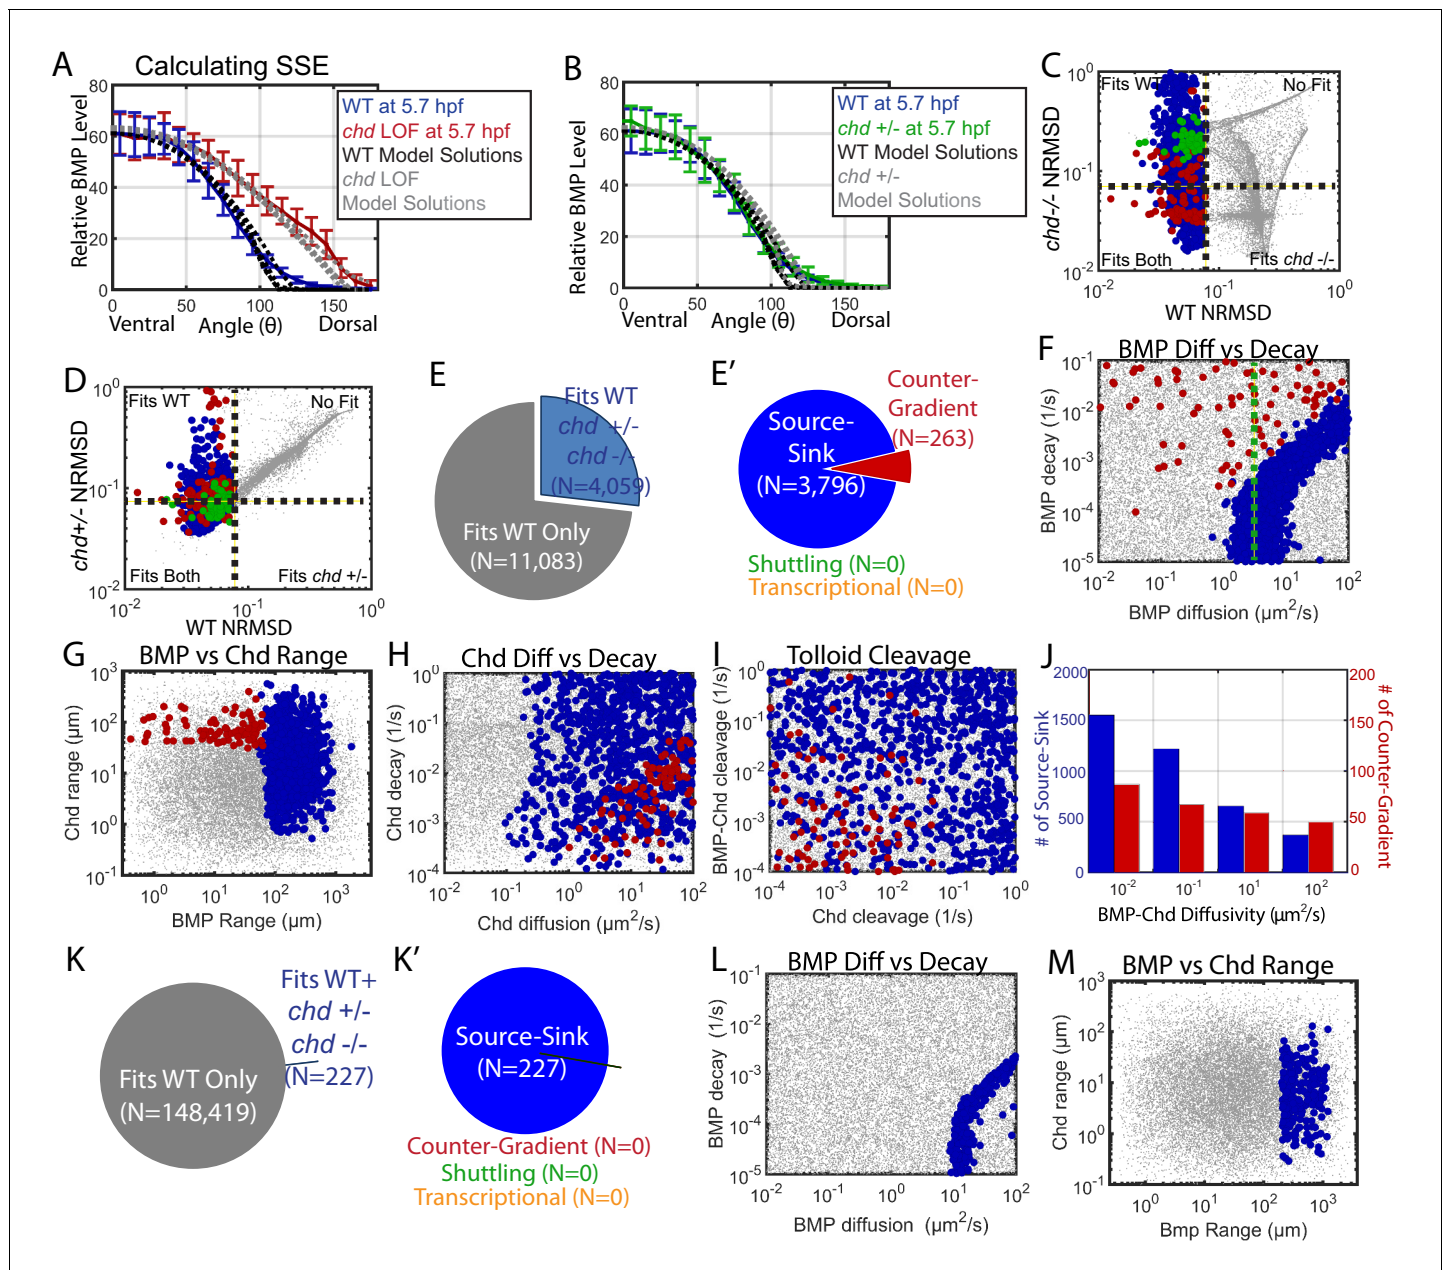 A
Calculating SSE
Relative BMP Level
80
60
40
20
0
0
50
100
150
Ventral
Angle (θ)
Dorsal
WT at 5.7 hpf
chd LOF at 5.7 hpf
WT Model Solutions
chd LOF
Model Solutions
B
Relative BMP Level
80
60
40
20
0
0
50
100
150
Ventral
Angle (θ)
Dorsal
WT at 5.7 hpf
chd +/- at 5.7 hpf
WT Model Solutions
chd +/-
Model Solutions
C
chd-/- NRMSD
10^0
10^-1
10^-2
Fits WT
No Fit
Fits Both
Fits chd -/-
10^-2
10^-1
10^0
WT NRMSD
D
chd+/- NRMSD
10^0
10^-1
10^-2
Fits WT
No Fit
Fits Both
Fits chd +/-
10^-2
10^-1
10^0
WT NRMSD
E
Fits WT
chd +/-
chd -/-
(N=4,059)
Fits WT Only
(N=11,083)
E'
Counter-
Gradient
(N=263)
Source-
Sink
(N=3,796)
Shuttling (N=0)
Transcriptional (N=0)
F
BMP Diff vs Decay
BMP decay (1/s)
10^-1
10^-2
10^-3
10^-4
10^-5
10^-2
10^-1
10^0
10^1
10^2
BMP diffusion (µm²/s)
G
BMP vs Chd Range
Chd range (µm)
10^3
10^2
10^1
10^0
10^-1
10^0
10^1
10^2
10^3
BMP Range (µm)
H
Chd Diff vs Decay
Chd decay (1/s)
10^0
10^-1
10^-2
10^-3
10^-4
10^-2
10^-1
10^0
10^1
10^2
Chd diffusion (µm²/s)
I
Tolloid Cleavage
BMP-Chd cleavage (1/s)
10^0
10^-1
10^-2
10^-3
10^-4
10^-4
10^-3
10^-2
10^-1
10^0
Chd cleavage (1/s)
J
# of Source-Sink
2000
1500
1000
500
0
200
150
100
50
0
# of Counter-Gradient
10^-2
10^-1
10^1
10^2
BMP-Chd Diffusivity (µm²/s)
K
Fits WT+
chd +/-
chd -/-
(N=227)
Fits WT Only
(N=148,419)
K'
Source-Sink
(N=227)
Counter-Gradient (N=0)
Shuttling (N=0)
Transcriptional (N=0)
L
BMP Diff vs Decay
BMP decay (1/s)
10^-1
10^-2
10^-3
10^-4
10^-5
10^-2
10^-1
10^0
10^1
10^2
BMP diffusion (µm²/s)
M
BMP vs Chd Range
Chd range (µm)
10^3
10^2
10^1
10^0
10^-1
10^0
10^1
10^2
10^3
Bmp Range (µm)